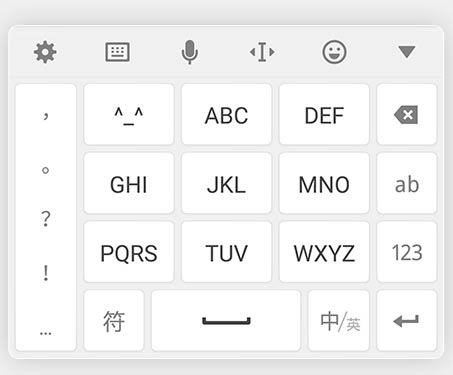 ，
^_^ ABC DEF
。
GHI JKL MNO ab
？
PQRS TUV WXYZ 123
！
…
符 中/英